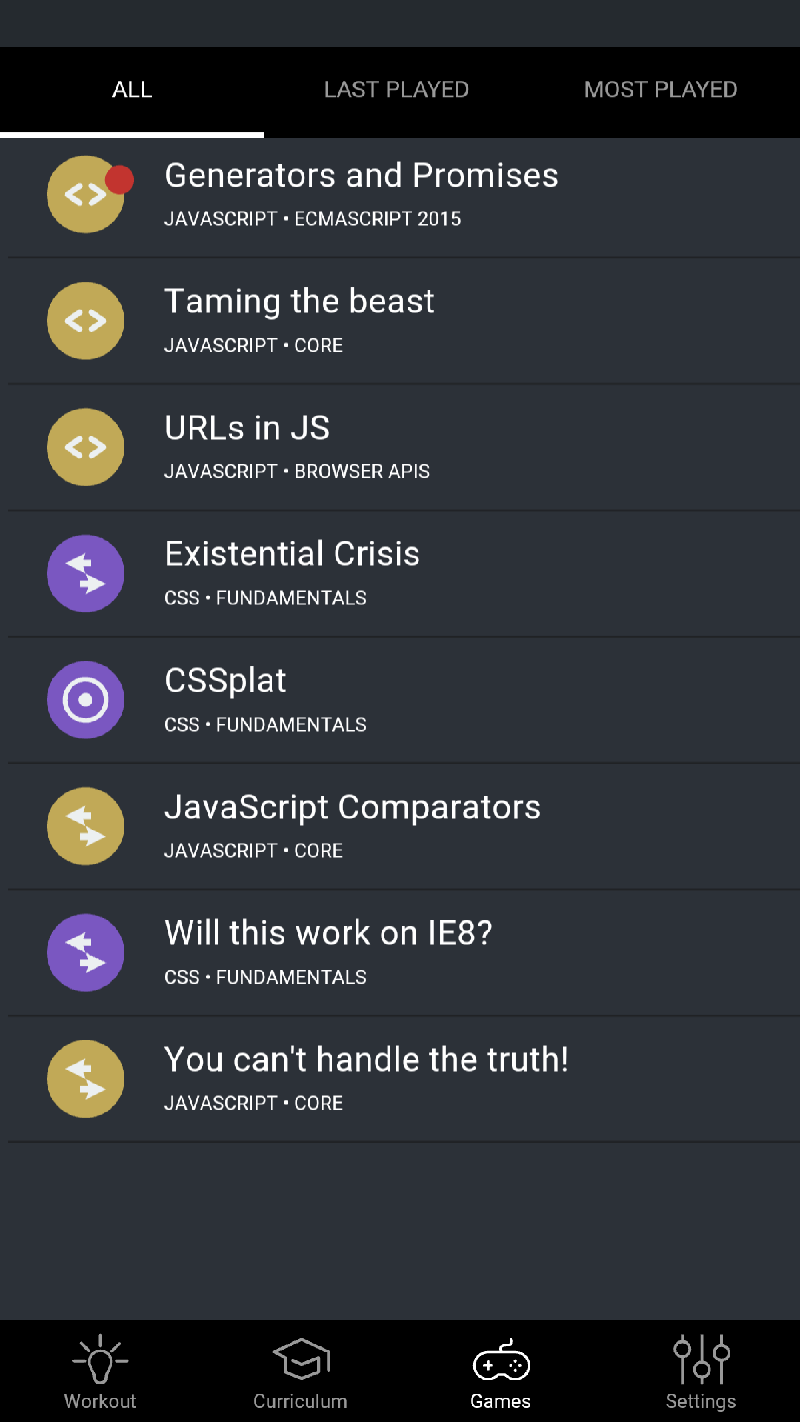 ALL LAST PLAYED MOST PLAYED
Generators and Promises
JAVASCRIPT • ECMASCRIPT 2015
Taming the beast
JAVASCRIPT • CORE
URLs in JS
JAVASCRIPT • BROWSER APIS
Existential Crisis
CSS • FUNDAMENTALS
CSSplat
CSS • FUNDAMENTALS
JavaScript Comparators
JAVASCRIPT • CORE
Will this work on IE8?
CSS • FUNDAMENTALS
You can't handle the truth!
JAVASCRIPT • CORE
Workout Curriculum Games Settings